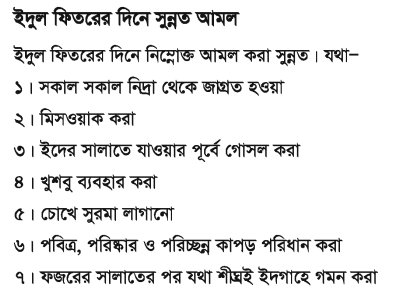 ইদুল ফিতরের দিনে সুন্নত আমল
ইদুল ফিতরের দিনে নিম্নোক্ত আমল করা সুন্নত। যথা–
১। সকাল সকাল নিদ্রা থেকে জাগ্রত হওয়া
২। মিসওয়াক করা
৩। ইদের সালাতে যাওয়ার পূর্বে গোসল করা
৪। খুশবু ব্যবহার করা
৫। চোখে সুরমা লাগানো
৬। পবিত্র, পরিষ্কার ও পরিচ্ছন্ন কাপড় পরিধান করা
৭। ফজরের সালাতের পর যথা শীঘ্রই ইদগাহে গমন করা